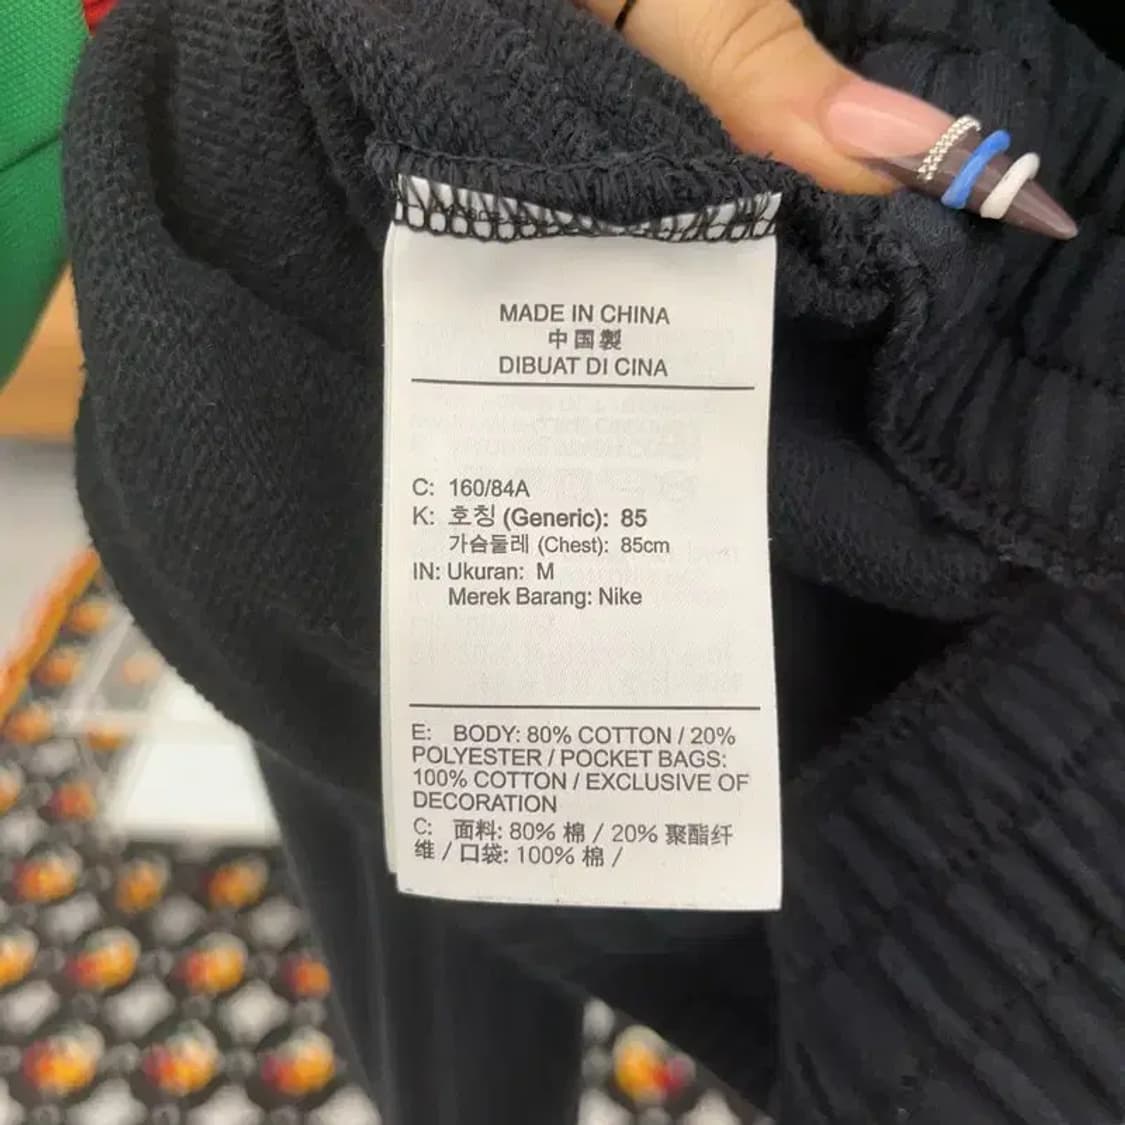 MADE IN CHINA
中国製
DIBUAT DI CINA
C: 160/84A
K: 호칭 (Generic): 85
가슴둘레 (Chest): 85cm
IN: Ukuran: M
Merek Barang: Nike
E: BODY: 80% COTTON / 20%
POLYESTER / POCKET BAGS:
100% COTTON / EXCLUSIVE OF
DECORATION
C: 面料: 80% 棉 / 20% 聚酯纤
维 / 口袋: 100% 棉 /